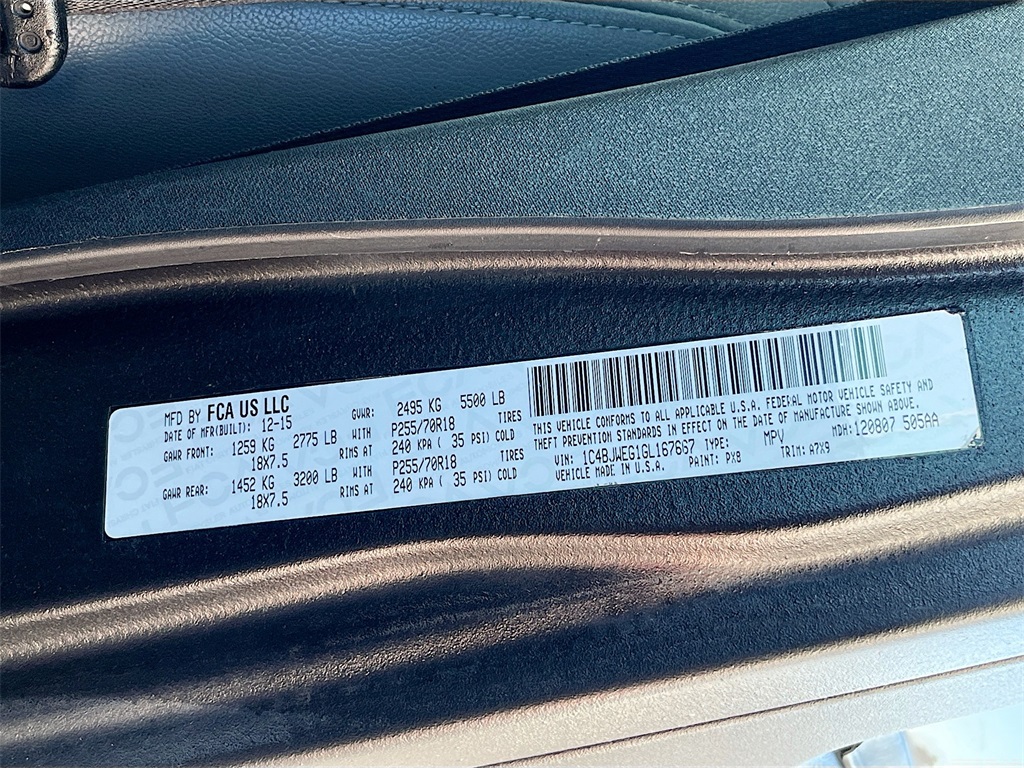 MFD BY FCA US LLC
DATE OF MFR(BUILT): 12-15 GVWR: 2495 KG 5500 LB
GAWR FRONT: 1259 KG 2775 LB WITH P255/70R18 TIRES
18X7.5 RIMS AT 240 KPA ( 35 PSI) COLD
GAWR REAR: 1452 KG 3200 LB WITH P255/70R18 TIRES
18X7.5 RIMS AT 240 KPA ( 35 PSI) COLD
THIS VEHICLE CONFORMS TO ALL APPLICABLE U.S.A. FEDERAL MOTOR VEHICLE SAFETY AND
THEFT PREVENTION STANDARDS IN EFFECT ON THE DATE OF MANUFACTURE SHOWN ABOVE.
VIN: 1C4BJWEG1GL167667 TYPE: MPV MDH: 120807 505AA
VEHICLE MADE IN U.S.A. PAINT: PX8 TRIM: A7X9